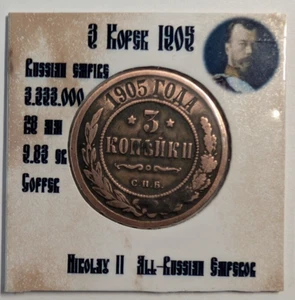 3 Kopek 1905
Russian empire
3.333.000
28 mm
9.83 gr
Copper
1905 ГОДА
3
КОПѢЙКИ
С.П.Б.
Nikolay II All-Russian Emperor